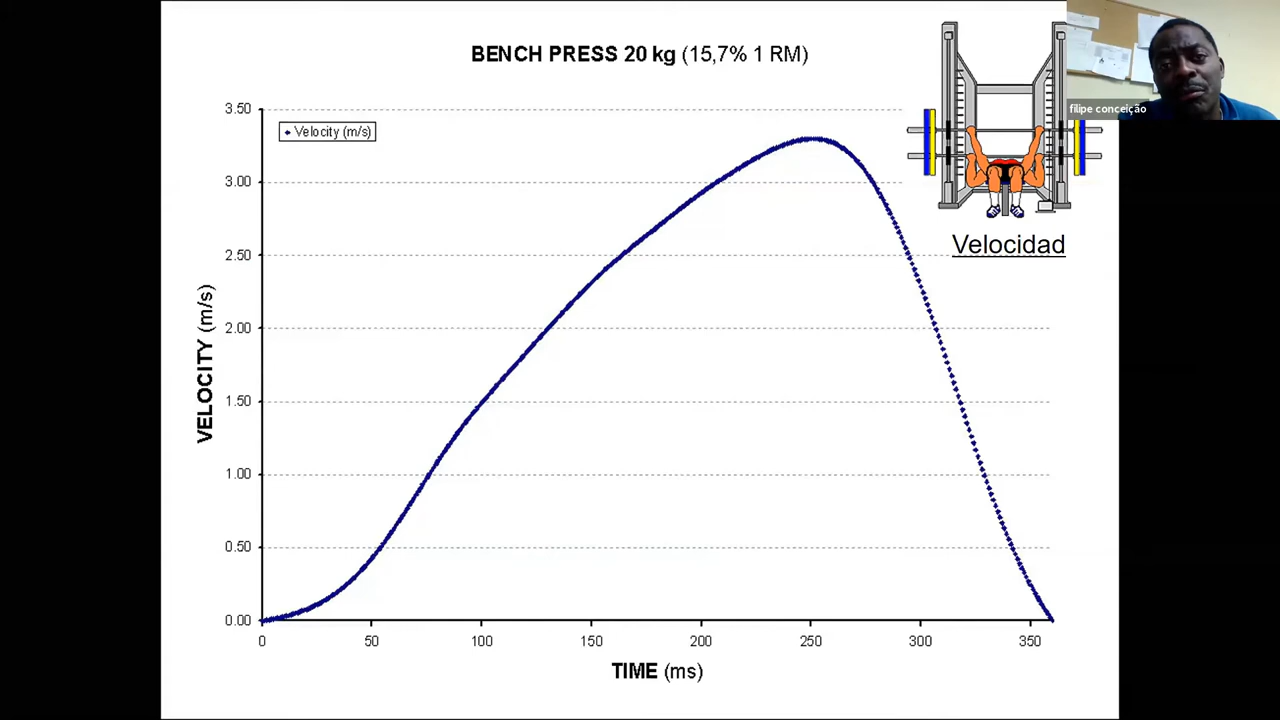 BENCH PRESS 20 kg (15,7% 1 RM)
filipe conceição
3.50
Velocity (m/s)
3.00
2.50
2.00
1.50
1.00
0.50
0.00
VELOCITY (m/s)
Velocidad
0 50 100 150 200 250 300 350
TIME (ms)